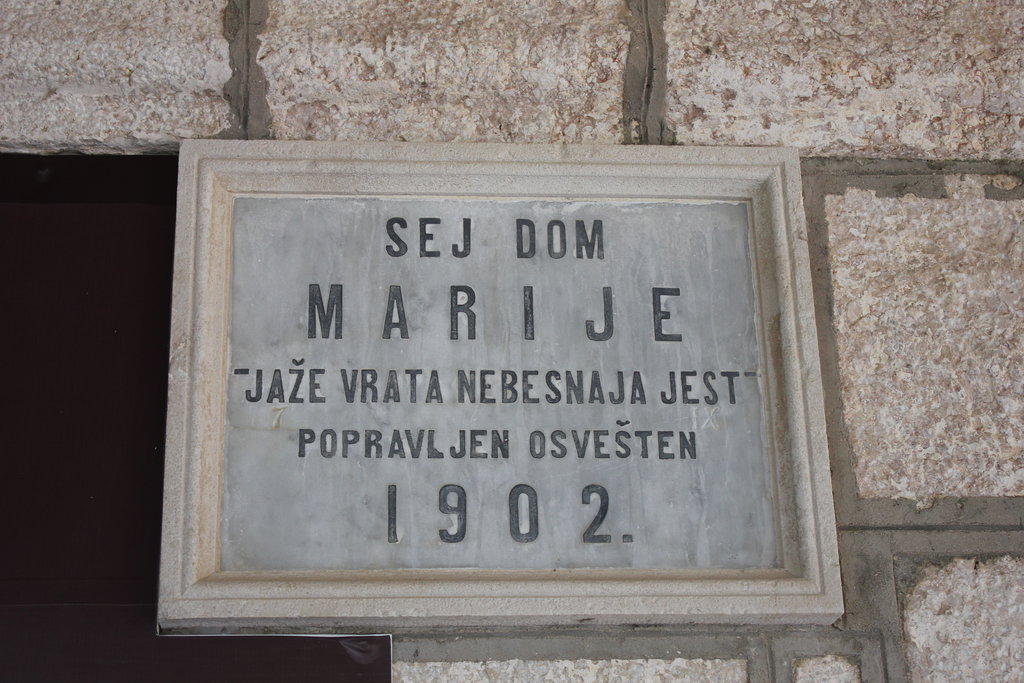 SEJ DOM
MARIJE
"JAŽE VRATA NEBESNAJA JEST"
POPRAVLJEN OSVEŠTEN
1902.